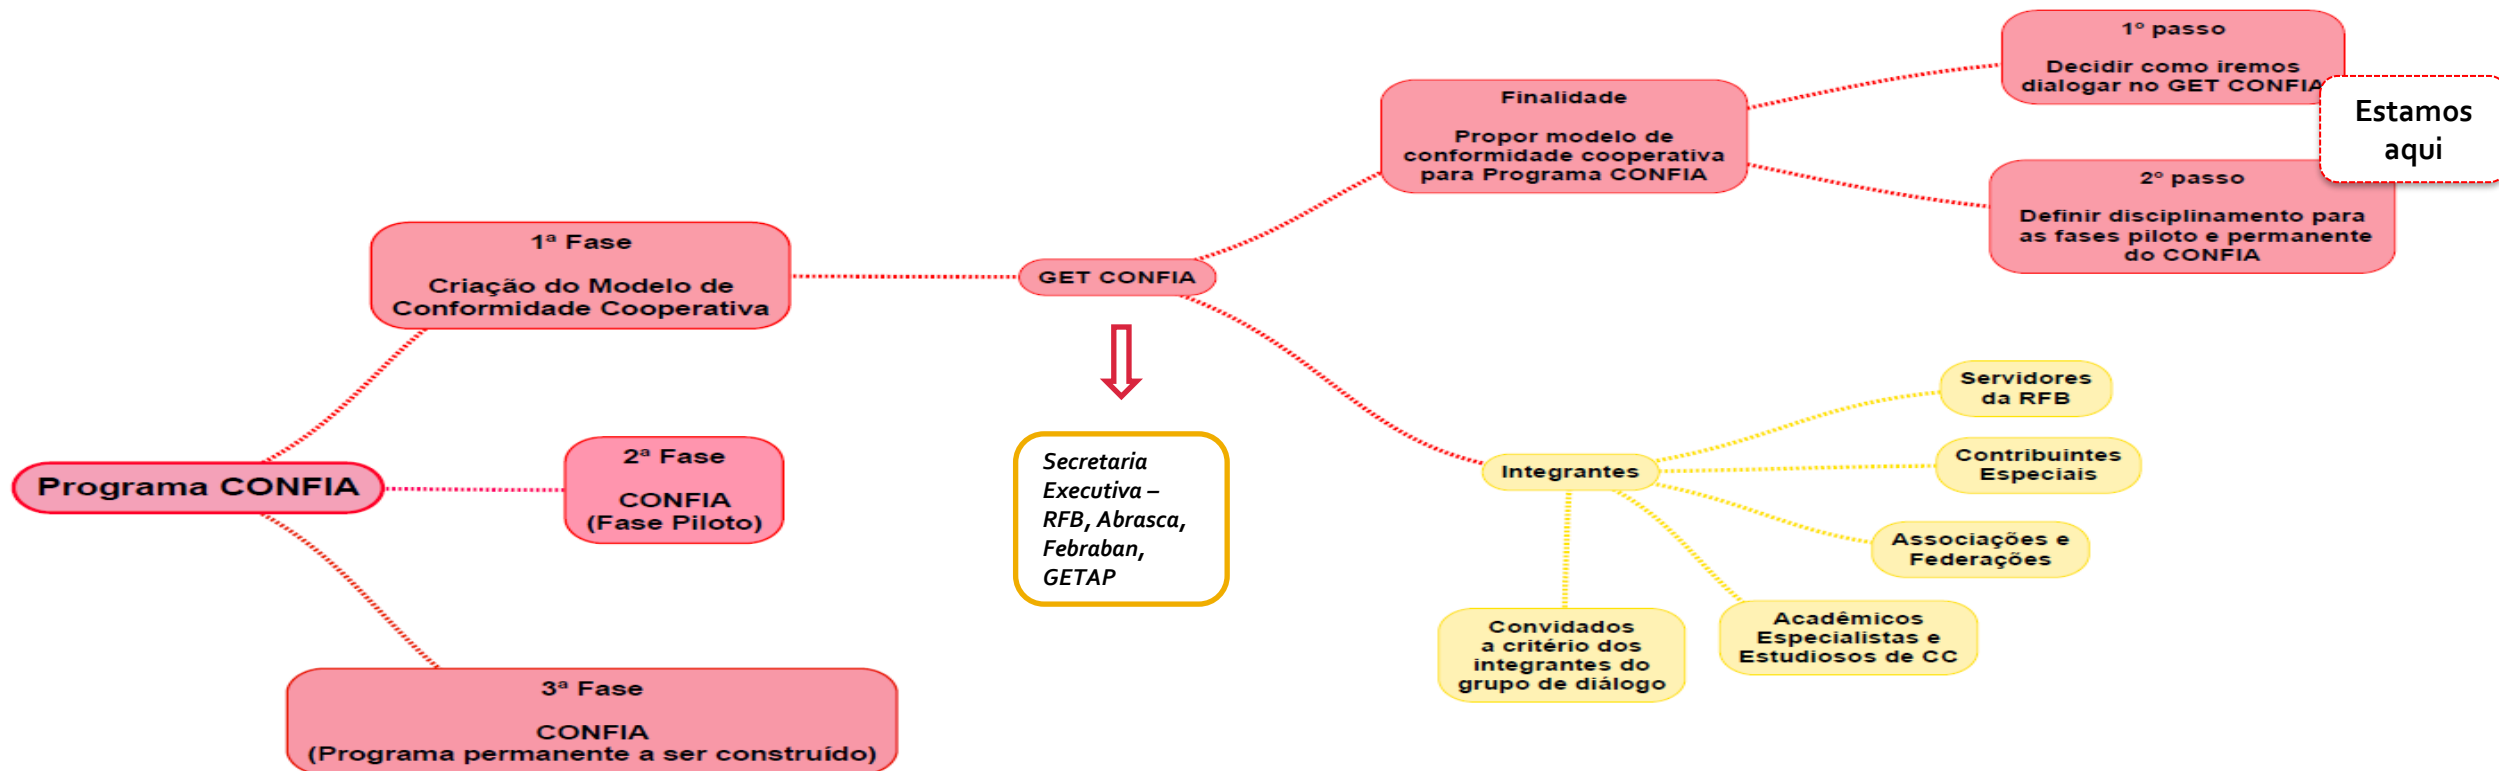 Programa CONFIA
1ª Fase
Criação do Modelo de
Conformidade Cooperativa
2ª Fase
CONFIA
(Fase Piloto)
3ª Fase
CONFIA
(Programa permanente a ser construído)
GET CONFIA
Secretaria
Executiva –
RFB, Abrasca,
Febraban,
GETAP
Finalidade
Propor modelo de
conformidade cooperativa
para Programa CONFIA
1º passo
Decidir como iremos
dialogar no GET CONFIA
Estamos
aqui
2º passo
Definir disciplinamento para
as fases piloto e permanente
do CONFIA
Integrantes
Servidores
da RFB
Contribuintes
Especiais
Associações e
Federações
Acadêmicos
Especialistas e
Estudiosos de CC
Convidados
a critério dos
integrantes do
grupo de diálogo